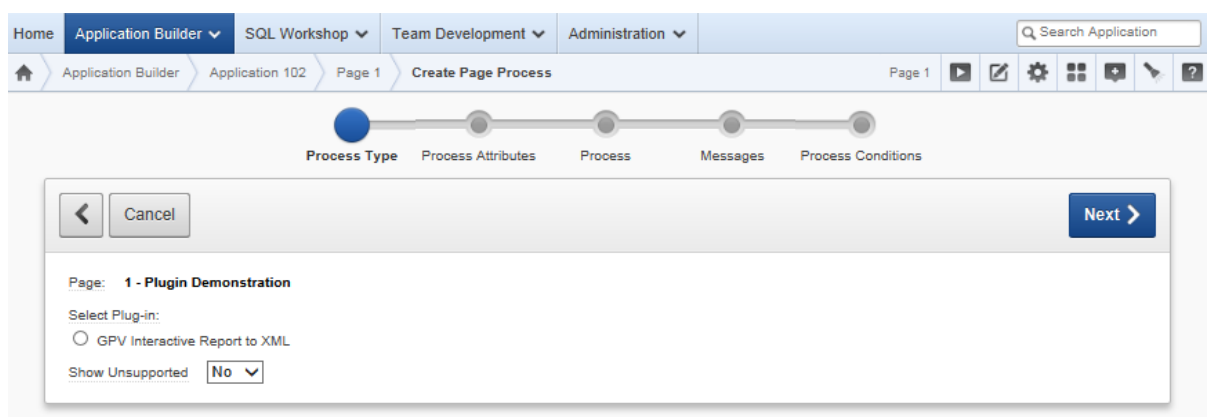 Home Application Builder SQL Workshop Team Development Administration Search Application
Application Builder Application 102 Page 1 Create Page Process Page 1
Process Type Process Attributes Process Messages Process Conditions
Cancel Next
Page: 1 - Plugin Demonstration
Select Plug-in:
GPV Interactive Report to XML
Show Unsupported No